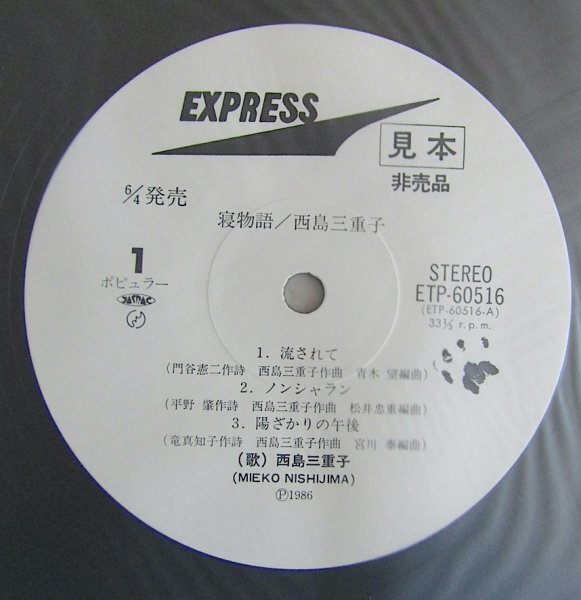 EXPRESS
見本
非売品
6/4 発売
寝物語／西島三重子
1
ポピュラー
JASRAC
STEREO
ETP-60516
(ETP-60516-A)
33⅓ r.p.m.
1. 流されて
(門谷憲二作詩 西島三重子作曲 青木 望編曲)
2. ノンシャラン
(平野 肇作詩 西島三重子作曲 松井忠重編曲)
3. 陽ざかりの午後
(竜真知子作詩 西島三重子作曲 宮川 泰編曲)
(歌) 西島三重子
(MIEKO NISHIJIMA)
Ⓟ1986